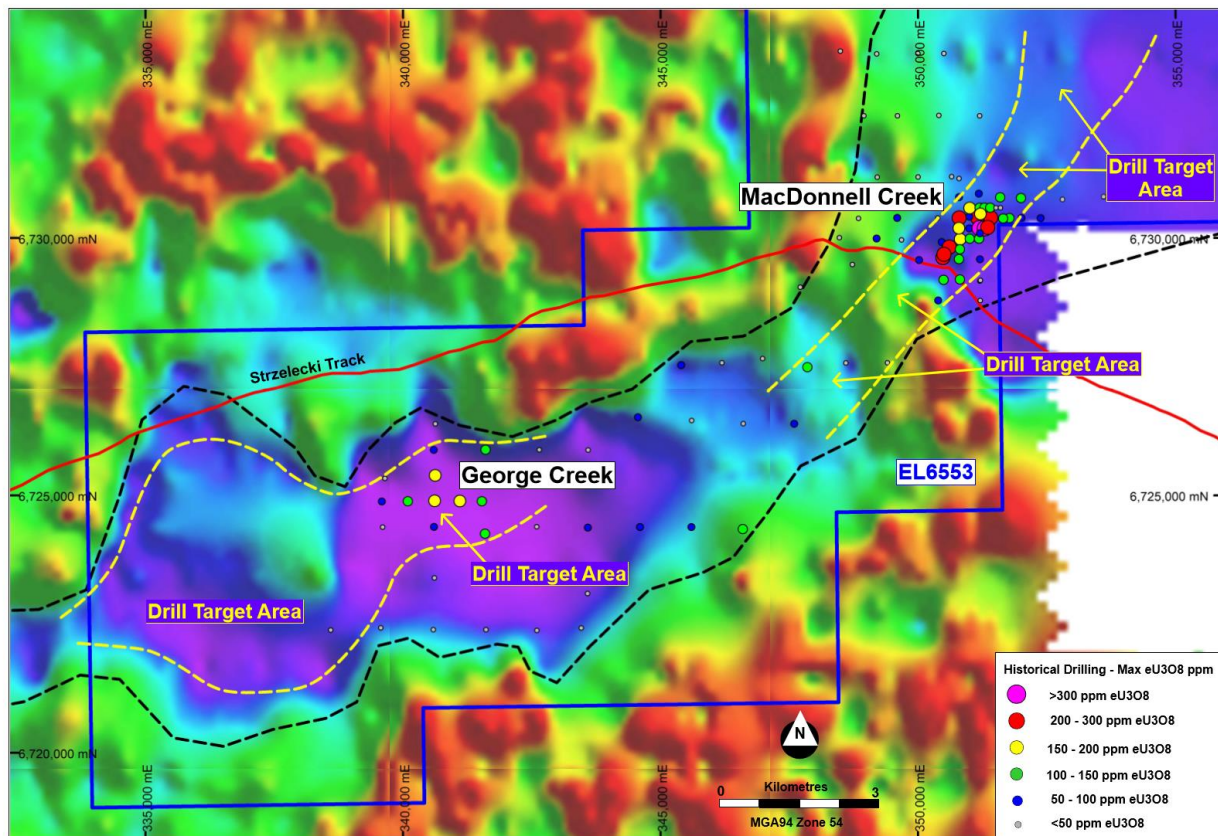 335,000 mE
340,000 mE
345,000 mE
350,000 mE
355,000 mE
Drill Target
Area
MacDonnell Creek
6,730,000 mN
6,730,000 mN
Strzelecki Track
Drill Target Area
George Creek
EL6553
6,725,000 mN
6,725,000 mN
Drill Target Area
Drill Target Area
6,720,000 mN
N
Kilometres
0
3
MGA94 Zone 54
335,000 mE
340,000 mE
345,000 mE
350,000 mE
Historical Drilling - Max eU3O8 ppm
>300 ppm eU3O8
200 - 300 ppm eU3O8
150 - 200 ppm eU3O8
100 - 150 ppm eU3O8
50 - 100 ppm eU3O8
<50 ppm eU3O8